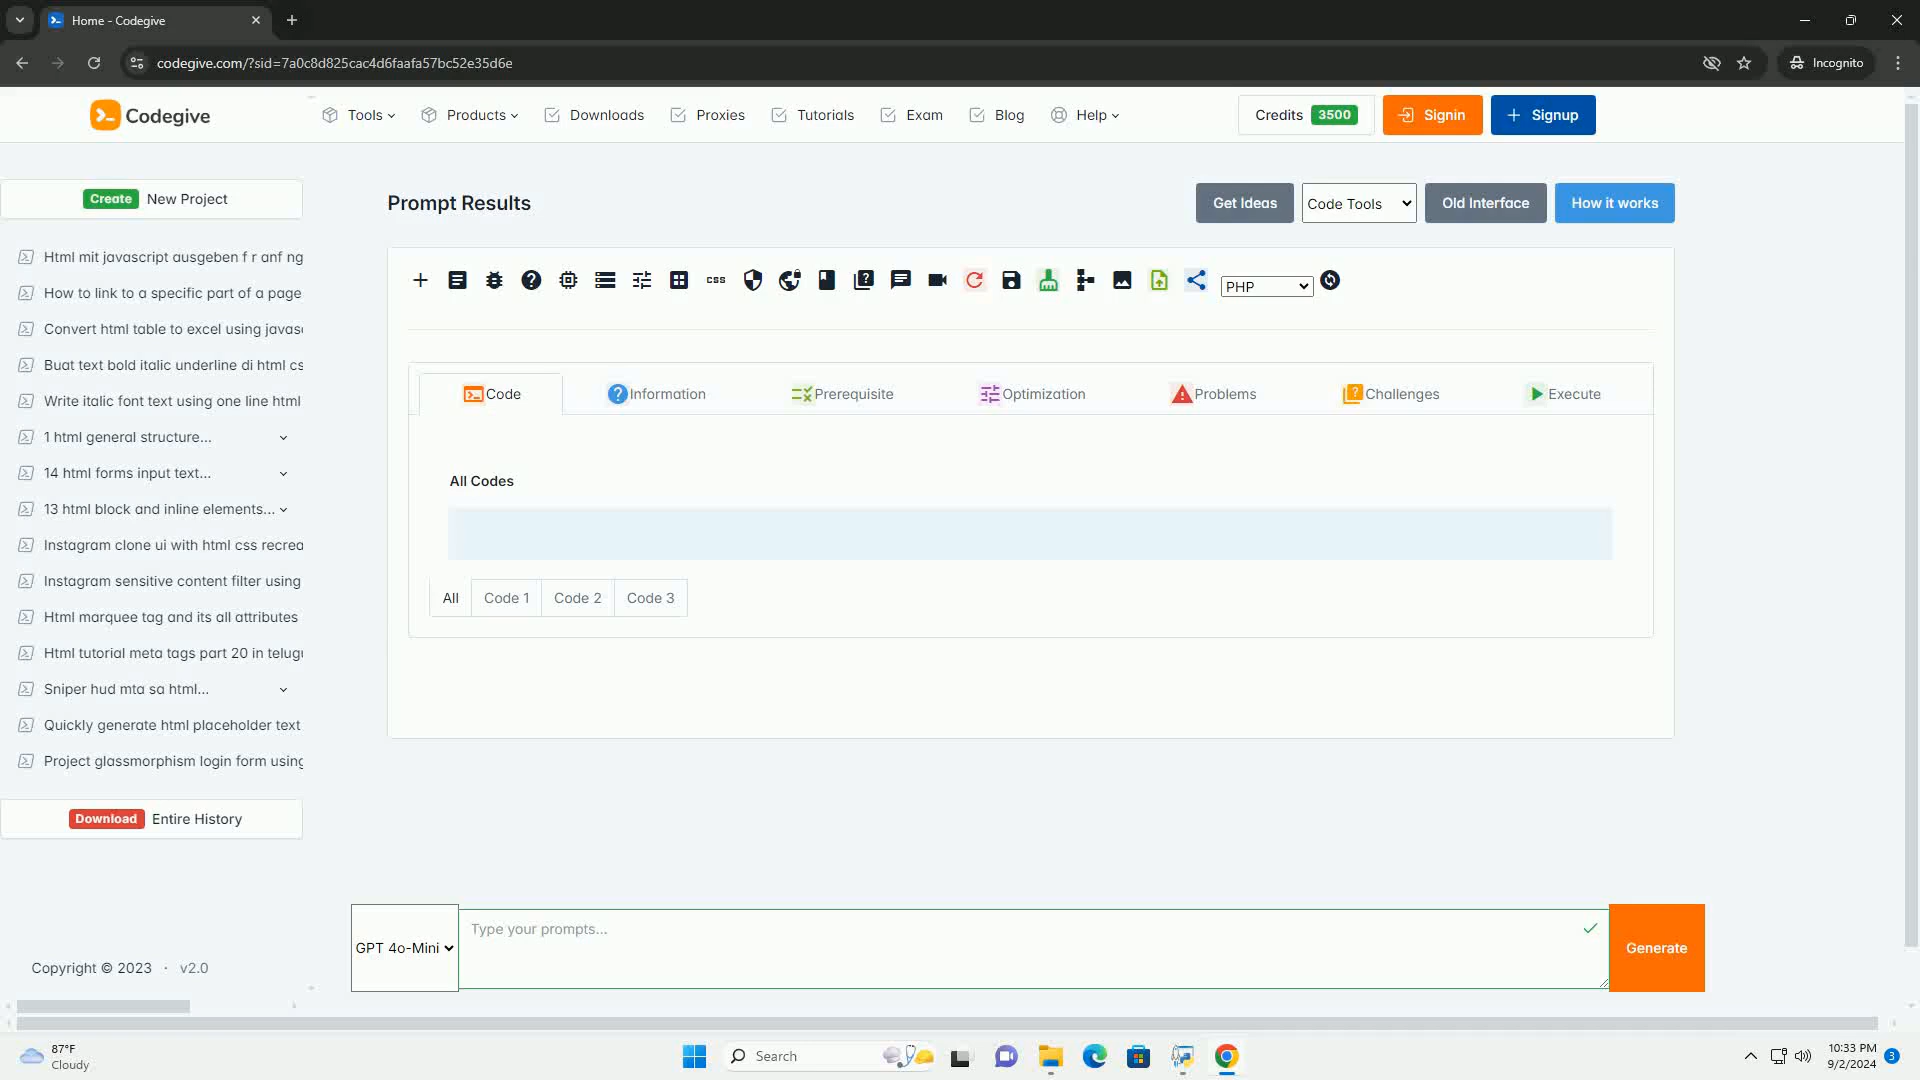 Home - Codegive
codegive.com/?sid=7a0c8d825cac4d6faafa57bc52e35d6e
Incognito
Codegive
Tools
Products
Downloads
Proxies
Tutorials
Exam
Blog
Help
Credits 3500
Signin
Signup
Create New Project
Html mit javascript ausgeben f r anf ng
How to link to a specific part of a page
Convert html table to excel using javas
Buat text bold italic underline di html cs
Write italic font text using one line html
1 html general structure...
14 html forms input text...
13 html block and inline elements...
Instagram clone ui with html css recrea
Instagram sensitive content filter using
Html marquee tag and its all attributes
Html tutorial meta tags part 20 in telugu
Sniper hud mta sa html...
Quickly generate html placeholder text
Project glassmorphism login form using
Download Entire History
Copyright © 2023 · v2.0
Prompt Results
Get Ideas
Code Tools
Old Interface
How it works
CSS
PHP
Code
Information
Prerequisite
Optimization
Problems
Challenges
Execute
All Codes
All
Code 1
Code 2
Code 3
GPT 4o-Mini
Type your prompts...
Generate
87°F
Cloudy
Search
10:33 PM
9/2/2024
3